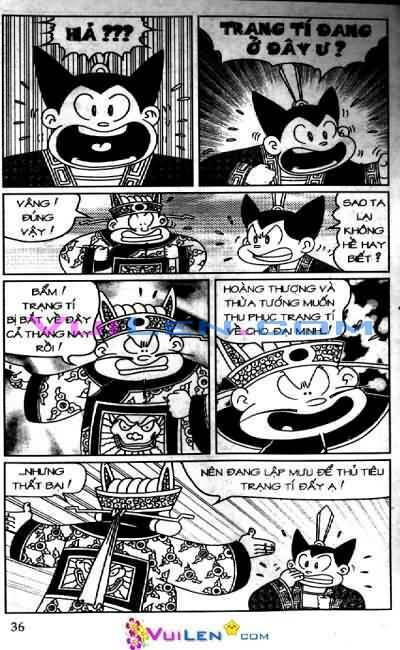 HẢ ???
TRẠNG TÍ ĐANG
Ở ĐÂY Ư ?
VÂNG !
ĐÚNG
VẬY !
SAO TA
LẠI
KHÔNG
HỀ HAY
BIẾT ?
BẨM !
TRẠNG TÍ
BỊ BẮT VỀ ĐÂY
CẢ THÁNG NAY
RỒI !
HOÀNG THƯỢNG VÀ
THỪA TƯỚNG MUỐN
THU PHỤC TRẠNG TÍ
VỀ CHO ĐẠI MINH...
VUILEN.COM
...NHƯNG
THẤT BẠI !
NÊN ĐANG LẬP MƯU ĐỂ THỦ TIÊU
TRẠNG TÍ ĐẤY Ạ !
36
VUILEN.COM